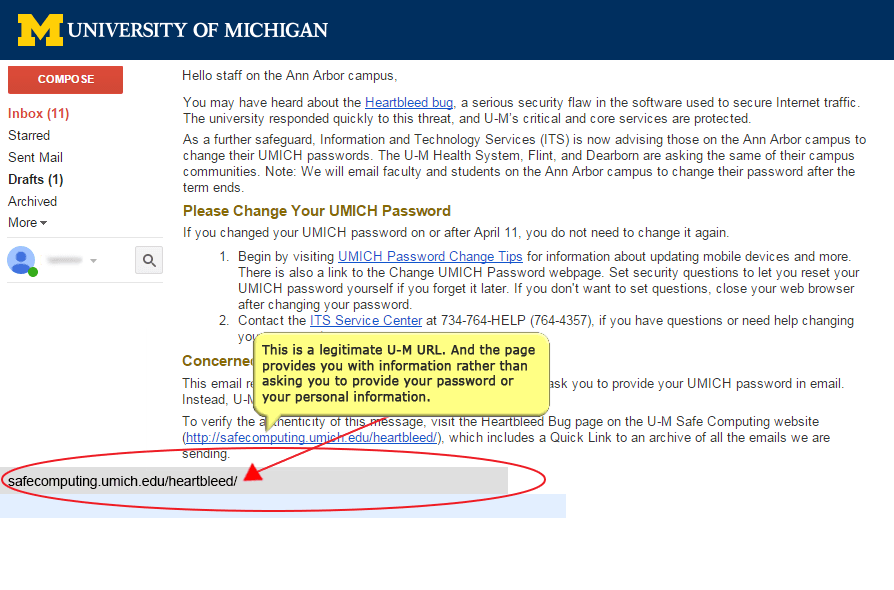 UNIVERSITY OF MICHIGAN
COMPOSE
Inbox (11)
Starred
Sent Mail
Drafts (1)
Archived
More
Hello staff on the Ann Arbor campus,
You may have heard about the Heartbleed bug, a serious security flaw in the software used to secure Internet traffic.
The university responded quickly to this threat, and U-M's critical and core services are protected.
As a further safeguard, Information and Technology Services (ITS) is now advising those on the Ann Arbor campus to
change their UMICH passwords. The U-M Health System, Flint, and Dearborn are asking the same of their campus
communities. Note: We will email faculty and students on the Ann Arbor campus to change their password after the
term ends.
Please Change Your UMICH Password
If you changed your UMICH password on or after April 11, you do not need to change it again.
1. Begin by visiting UMICH Password Change Tips for information about updating mobile devices and more.
There is also a link to the Change UMICH Password webpage. Set security questions to let you reset your
UMICH password yourself if you forget it later. If you don't want to set questions, close your web browser
after changing your password.
2. Contact the ITS Service Center at 734-764-HELP (764-4357), if you have questions or need help changing
Concerned
This email ask you to provide your UMICH password in email.
Instead,
This is a legitimate U-M URL. And the page
provides you with information rather than
asking you to provide your password or
your personal information.
To verify the authenticity of this message, visit the Heartbleed Bug page on the U-M Safe Computing website
(http://safecomputing.umich.edu/heartbleed/), which includes a Quick Link to an archive of all the emails we are
sending.
safecomputing.umich.edu/heartbleed/